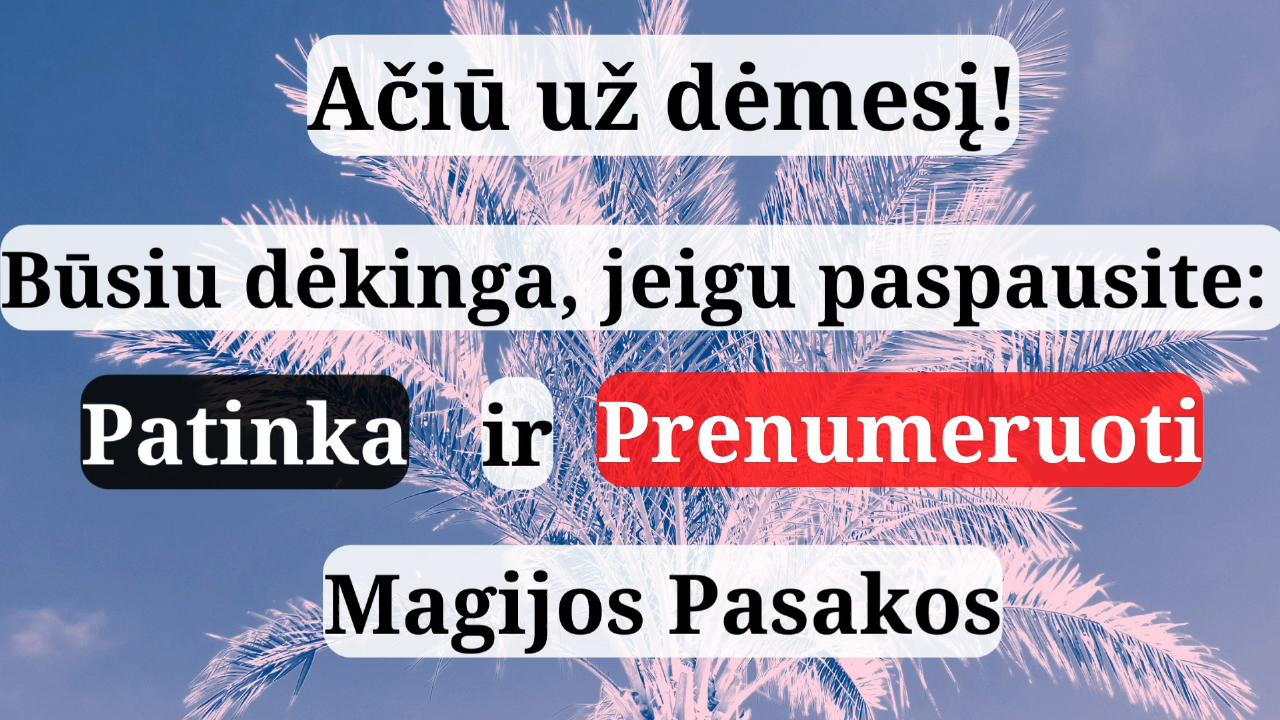 Ačiū už dėmesį!
Būsiu dėkinga, jeigu paspausite:
Patinka ir Prenumeruoti
Magijos Pasakos